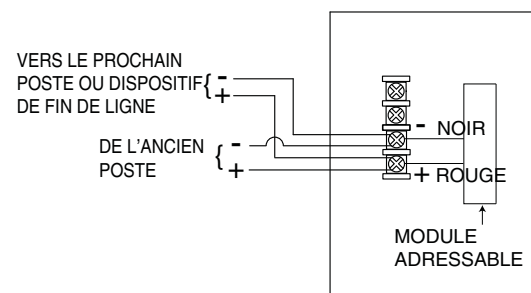 VERS LE PROCHAIN
POSTE OU DISPOSITIF
DE FIN DE LIGNE
{ -
+
DE L'ANCIEN
POSTE
{ -
+
- NOIR
+ ROUGE
MODULE
ADRESSABLE